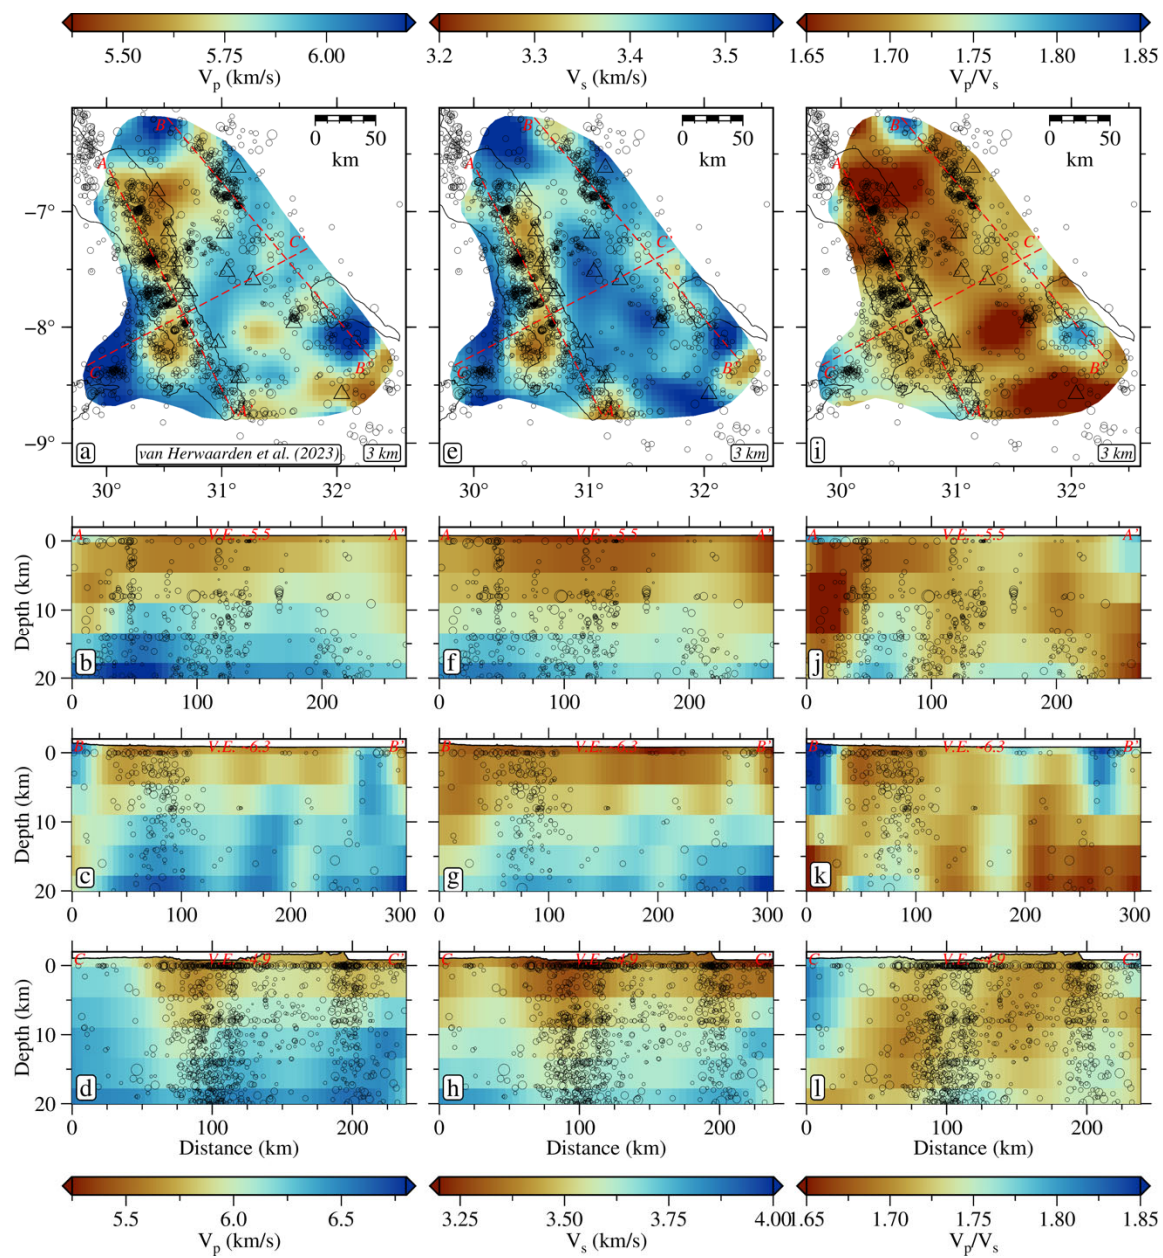 5.50 5.75 6.00 3.2 3.3 3.4 3.5 1.65 1.70 1.75 1.80 1.85
Vp (km/s) Vs (km/s) Vp/Vs
B 0 50 B 0 50 B 0 50
km km km
A A A
−7°
C' C' C'
−8°
C B' C B' C B'
A' A' A'
−9° a van Herwaarden et al. (2023) 3 km e 3 km i 3 km
30° 31° 32° 30° 31° 32° 30° 31° 32°
A V.E. ~5.5 A' A V.E. ~5.5 A' A V.E. ~5.5 A'
0
Depth (km)
10
b f j
20
0 100 200 0 100 200 0 100 200
B V.E. ~6.3 B' B V.E. ~6.3 B' B V.E. ~6.3 B'
0
Depth (km)
10
c g k
20
0 100 200 300 0 100 200 300 0 100 200 300
C V.E. ~4.9 C' C V.E. ~4.9 C' C V.E. ~4.9 C'
0
Depth (km)
10
d h l
20
0 100 200 0 100 200 0 100 200
Distance (km) Distance (km) Distance (km)
5.5 6.0 6.5 3.25 3.50 3.75 4.00 1.65 1.70 1.75 1.80 1.85
Vp (km/s) Vs (km/s) Vp/Vs